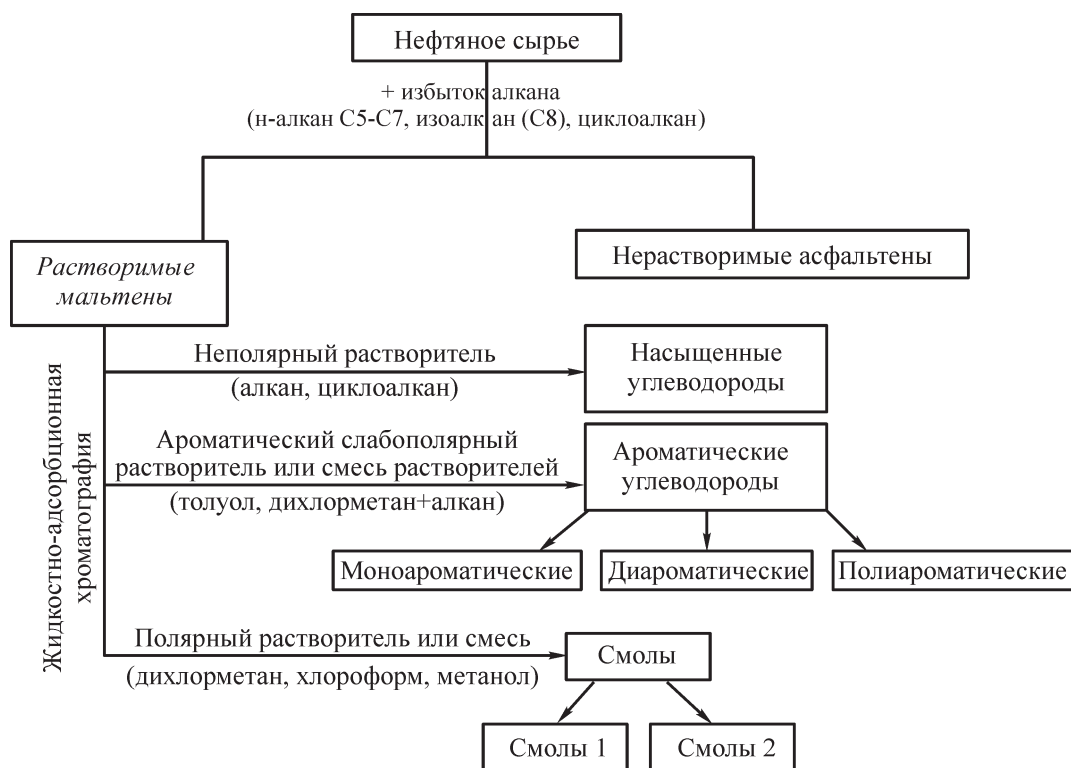 Нефтяное сырье
+ избыток алкана
(н-алкан С5-С7, изоалкан (С8), циклоалкан)
Растворимые
мальтены
Нерастворимые асфальтены
Жидкостно-адсорбционная
хроматография
Неполярный растворитель
(алкан, циклоалкан)
Насыщенные
углеводороды
Ароматический слабополярный
растворитель или смесь растворителей
(толуол, дихлорметан+алкан)
Ароматические
углеводороды
Моноароматические
Диароматические
Полиароматические
Полярный растворитель или смесь
(дихлорметан, хлороформ, метанол)
Смолы
Смолы 1
Смолы 2